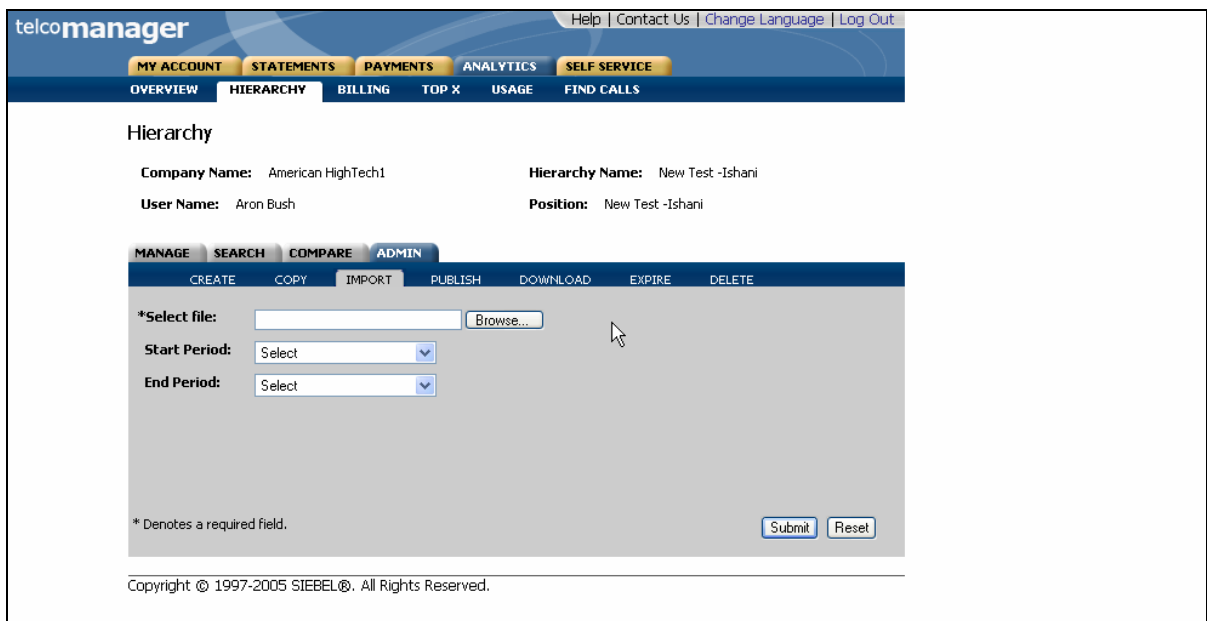 telcomanager
Help | Contact Us | Change Language | Log Out
MY ACCOUNT STATEMENTS PAYMENTS ANALYTICS SELF SERVICE
OVERVIEW HIERARCHY BILLING TOP X USAGE FIND CALLS
Hierarchy
Company Name: American HighTech1 Hierarchy Name: New Test -Ishani
User Name: Aron Bush Position: New Test -Ishani
MANAGE SEARCH COMPARE ADMIN
CREATE COPY IMPORT PUBLISH DOWNLOAD EXPIRE DELETE
*Select file: Browse...
Start Period: Select
End Period: Select
* Denotes a required field. Submit Reset
Copyright © 1997-2005 SIEBEL®. All Rights Reserved.